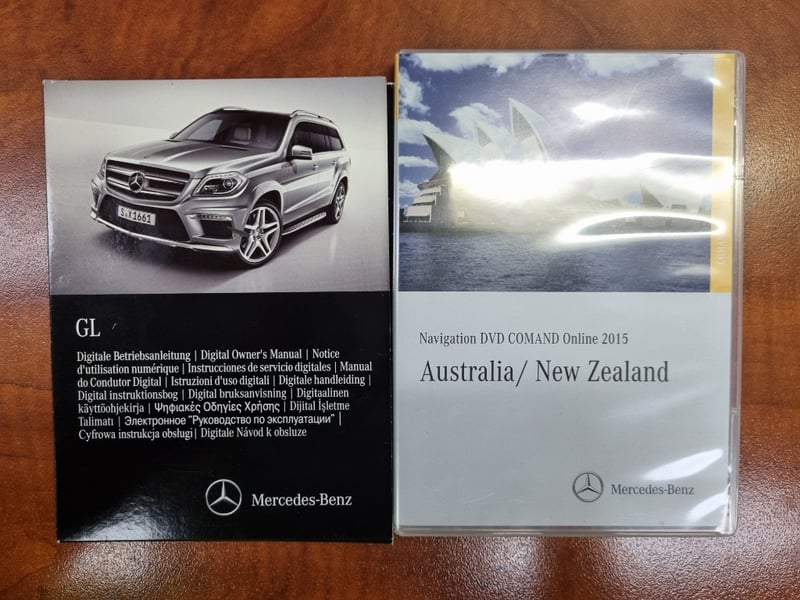 S Y1661
GL
Digitale Betriebsanleitung | Digital Owner's Manual | Notice
d'utilisation numérique | Instrucciones de servicio digitales | Manual
do Condutor Digital | Istruzioni d'uso digitali | Digitale handleiding |
Digital instruktionsbog | Digital bruksanvisning | Digitaalinen
käyttöohjekirja | Ψηφιακές Οδηγίες Χρήσης | Dijital İşletme
Talimatı | Электронное "Руководство по эксплуатации" |
Cyfrowa instrukcja obsługi | Digitale Návod k obsluze
Mercedes-Benz
Navigation DVD COMAND Online 2015
Australia/ New Zealand
Mercedes-Benz